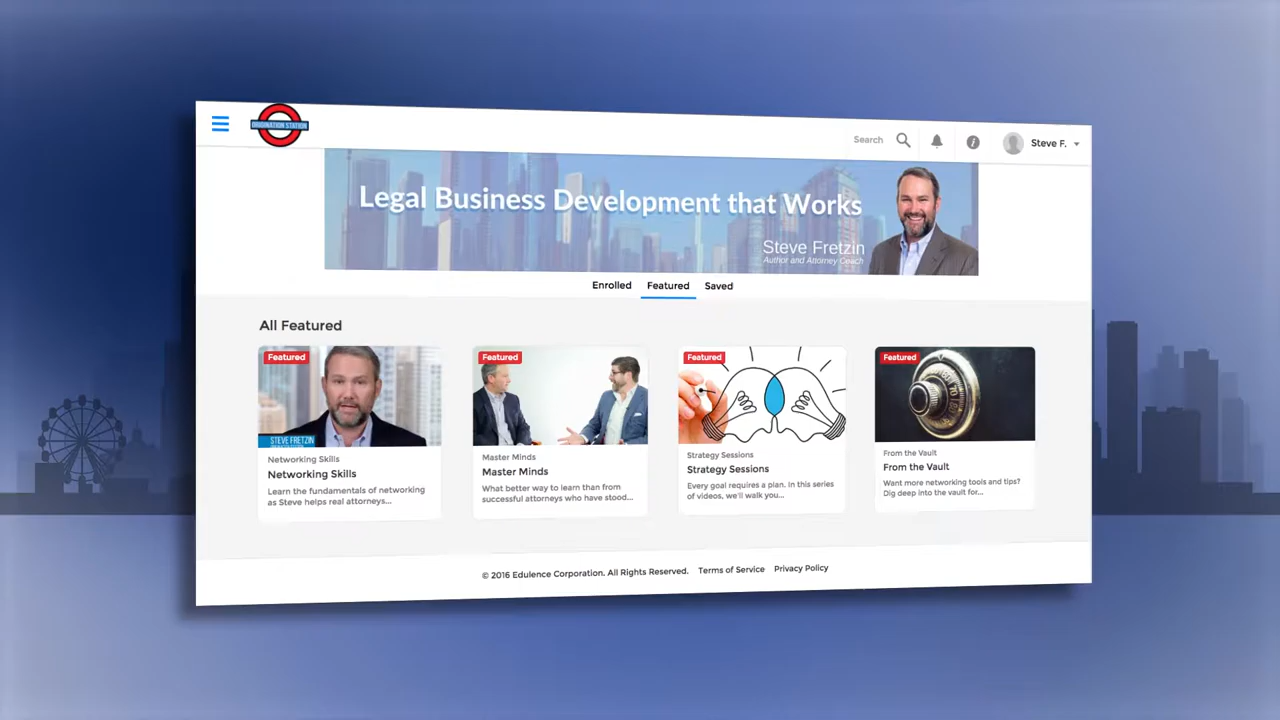 ORIGINATION STATION
Search
Steve F.
Legal Business Development that Works
Steve Fretzin
Author and Attorney Coach
Enrolled Featured Saved
All Featured
Featured
STEVE FRETZIN
Networking Skills
Networking Skills
Learn the fundamentals of networking
as Steve helps real attorneys...
Featured
Master Minds
Master Minds
What better way to learn than from
successful attorneys who have stood...
Featured
Strategy Sessions
Strategy Sessions
Every goal requires a plan. In this series
of videos, we'll walk you...
Featured
From the Vault
From the Vault
Want more networking tools and tips?
Dig deep into the vault for...
© 2016 Edulence Corporation. All Rights Reserved. Terms of Service Privacy Policy